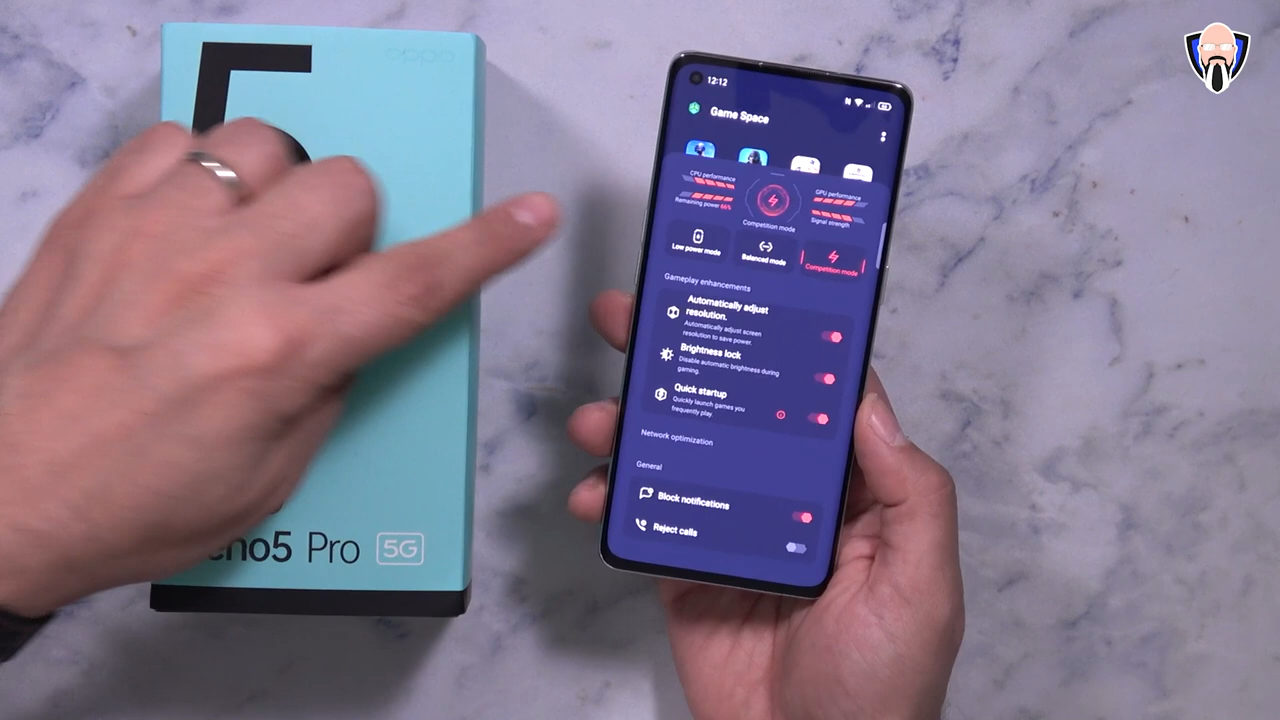 5
oppo
eno5 Pro 5G
12:12
Game Space
CPU performance
GPU performance
Remaining power 66%
Signal strength
Competition mode
Low power mode
Balanced mode
Competition mode
Gameplay enhancements
Automatically adjust
resolution.
Automatically adjust screen
resolution to save power.
Brightness lock
Disable automatic brightness during
gaming.
Quick startup
Quickly launch games you
frequently play.
Network optimization
General
Block notifications
Reject calls